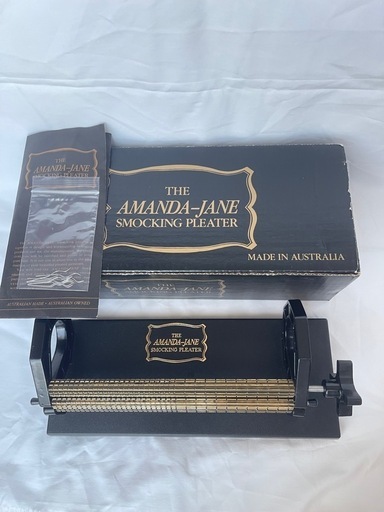 THE
AMANDA-JANE
SMOCKING PLEATER
AUSTRALIAN MADE • AUSTRALIAN OWNED
THE
AMANDA-JANE
SMOCKING PLEATER
MADE IN AUSTRALIA
THE
AMANDA-JANE
SMOCKING PLEATER